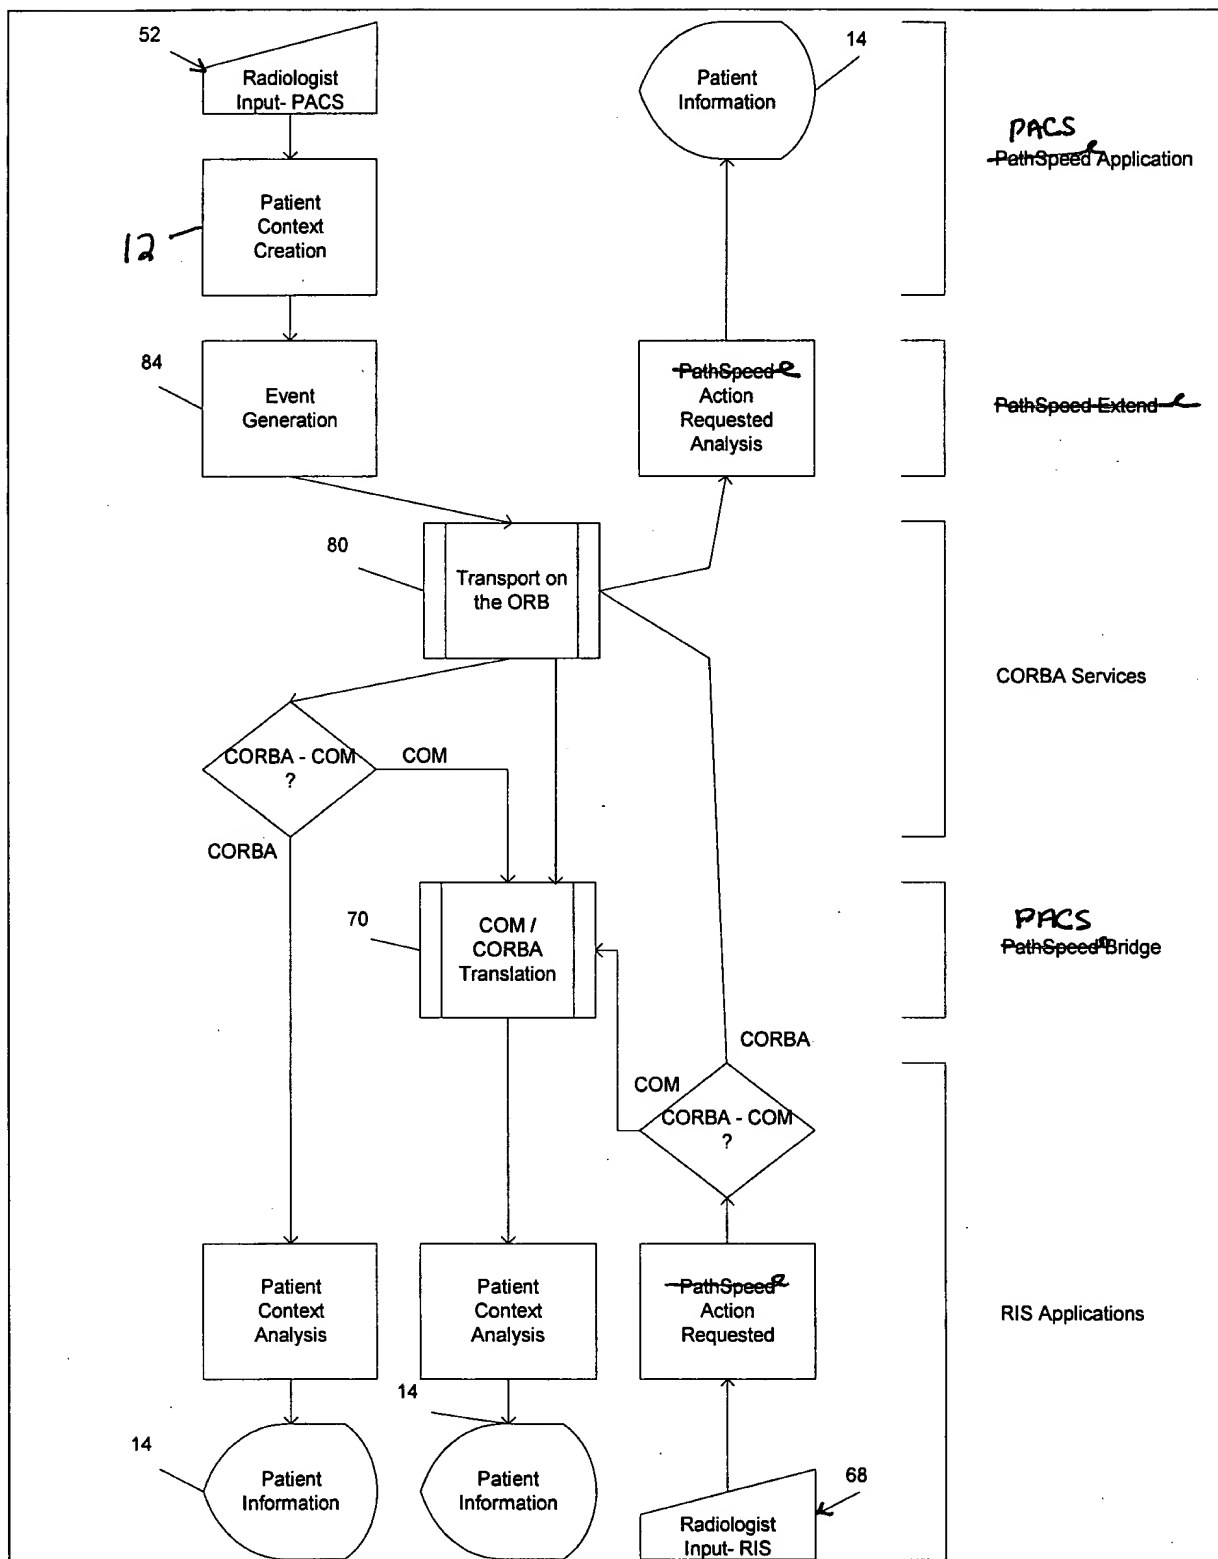 52
Radiologist
Input- PACS
Patient
Information
14
PACS
PathSpeed Application
12
Patient
Context
Creation
84
Event
Generation
PathSpeed
Action
Requested
Analysis
PathSpeed Extend
80
Transport on
the ORB
CORBA Services
CORBA - COM
?
COM
CORBA
70
COM /
CORBA
Translation
PACS
PathSpeed Bridge
CORBA
COM
CORBA - COM
?
Patient
Context
Analysis
Patient
Context
Analysis
PathSpeed
Action
Requested
RIS Applications
14
Patient
Information
14
Patient
Information
68
Radiologist
Input- RIS